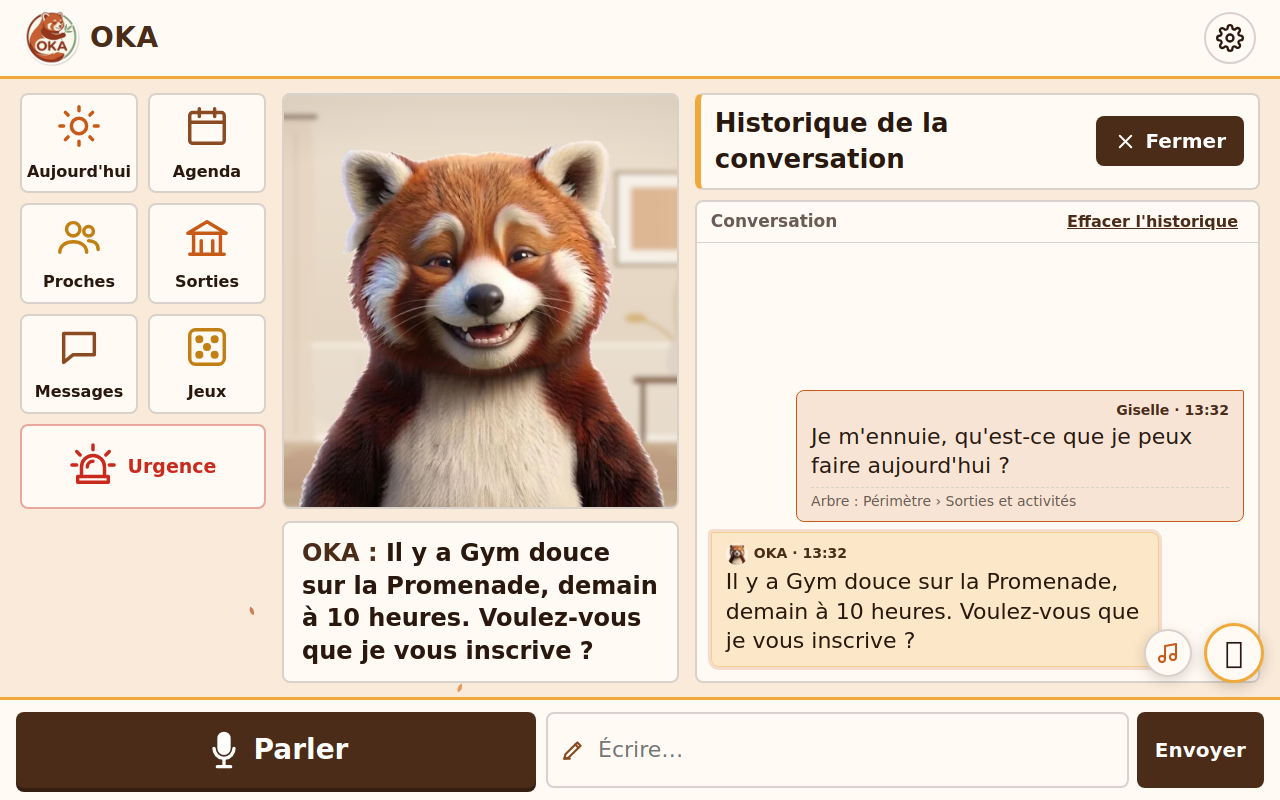 OKA
OKA
Aujourd'hui
Agenda
Proches
Sorties
Messages
Jeux
Urgence
OKA : Il y a Gym douce
sur la Promenade, demain
à 10 heures. Voulez-vous
que je vous inscrive ?
Historique de la
conversation
Fermer
Conversation
Effacer l'historique
Giselle · 13:32
Je m'ennuie, qu'est-ce que je peux
faire aujourd'hui ?
Arbre : Périmètre › Sorties et activités
OKA · 13:32
Il y a Gym douce sur la Promenade,
demain à 10 heures. Voulez-vous que
je vous inscrive ?
Parler
Écrire...
Envoyer